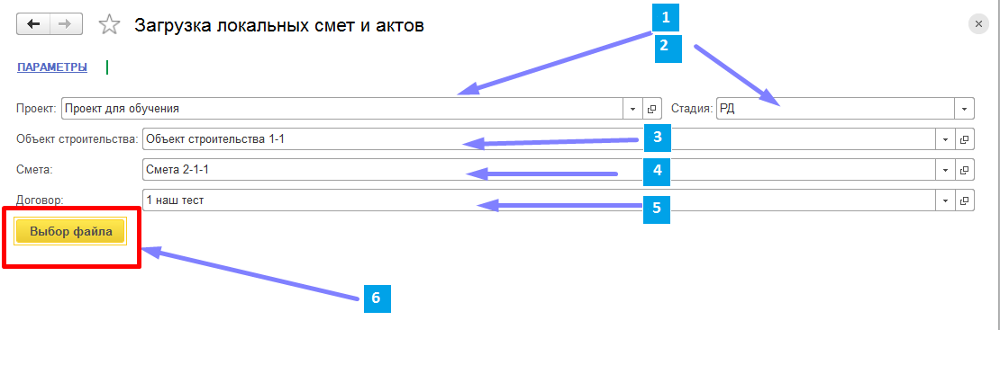 Загрузка локальных смет и актов
1
2
ПАРАМЕТРЫ
Проект: Проект для обучения Стадия: РД
Объект строительства: Объект строительства 1-1
3
Смета: Смета 2-1-1
4
Договор: 1 наш тест
5
Выбор файла
6